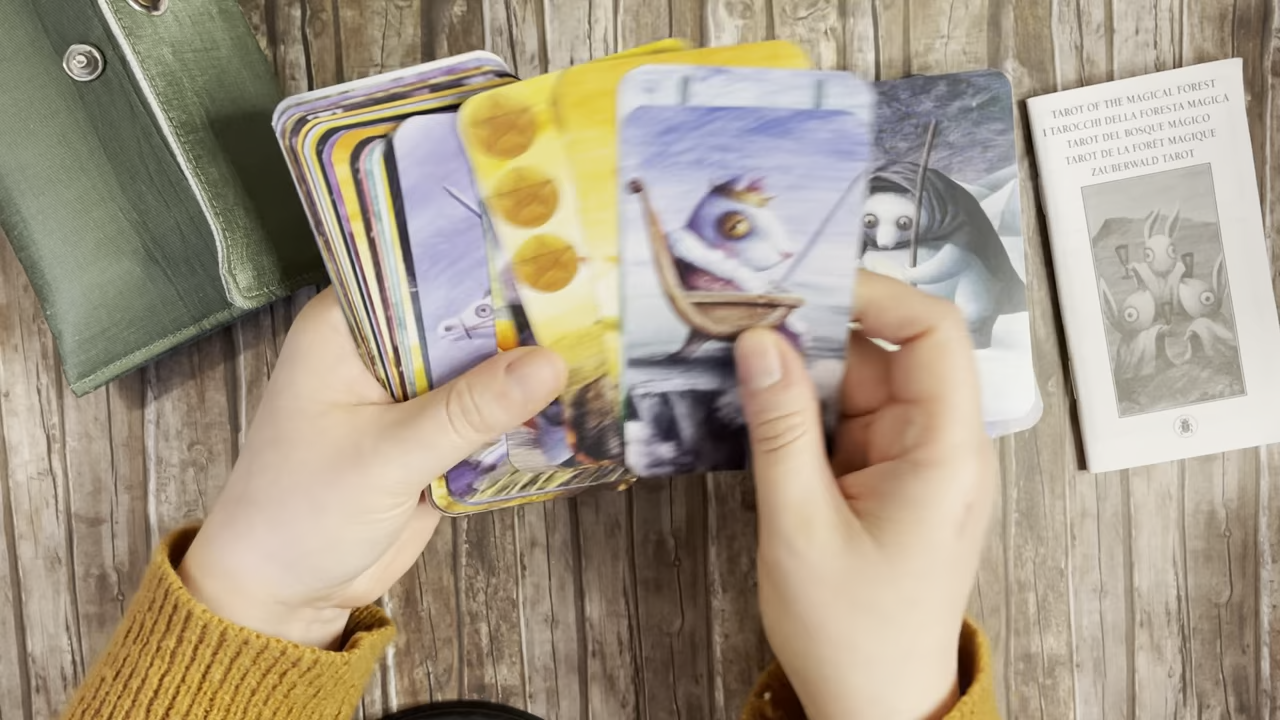 TAROT OF THE MAGICAL FOREST
I TAROCCHI DELLA FORESTA MAGICA
TAROT DEL BOSQUE MÁGICO
TAROT DE LA FORÊT MAGIQUE
ZAUBERWALD TAROT